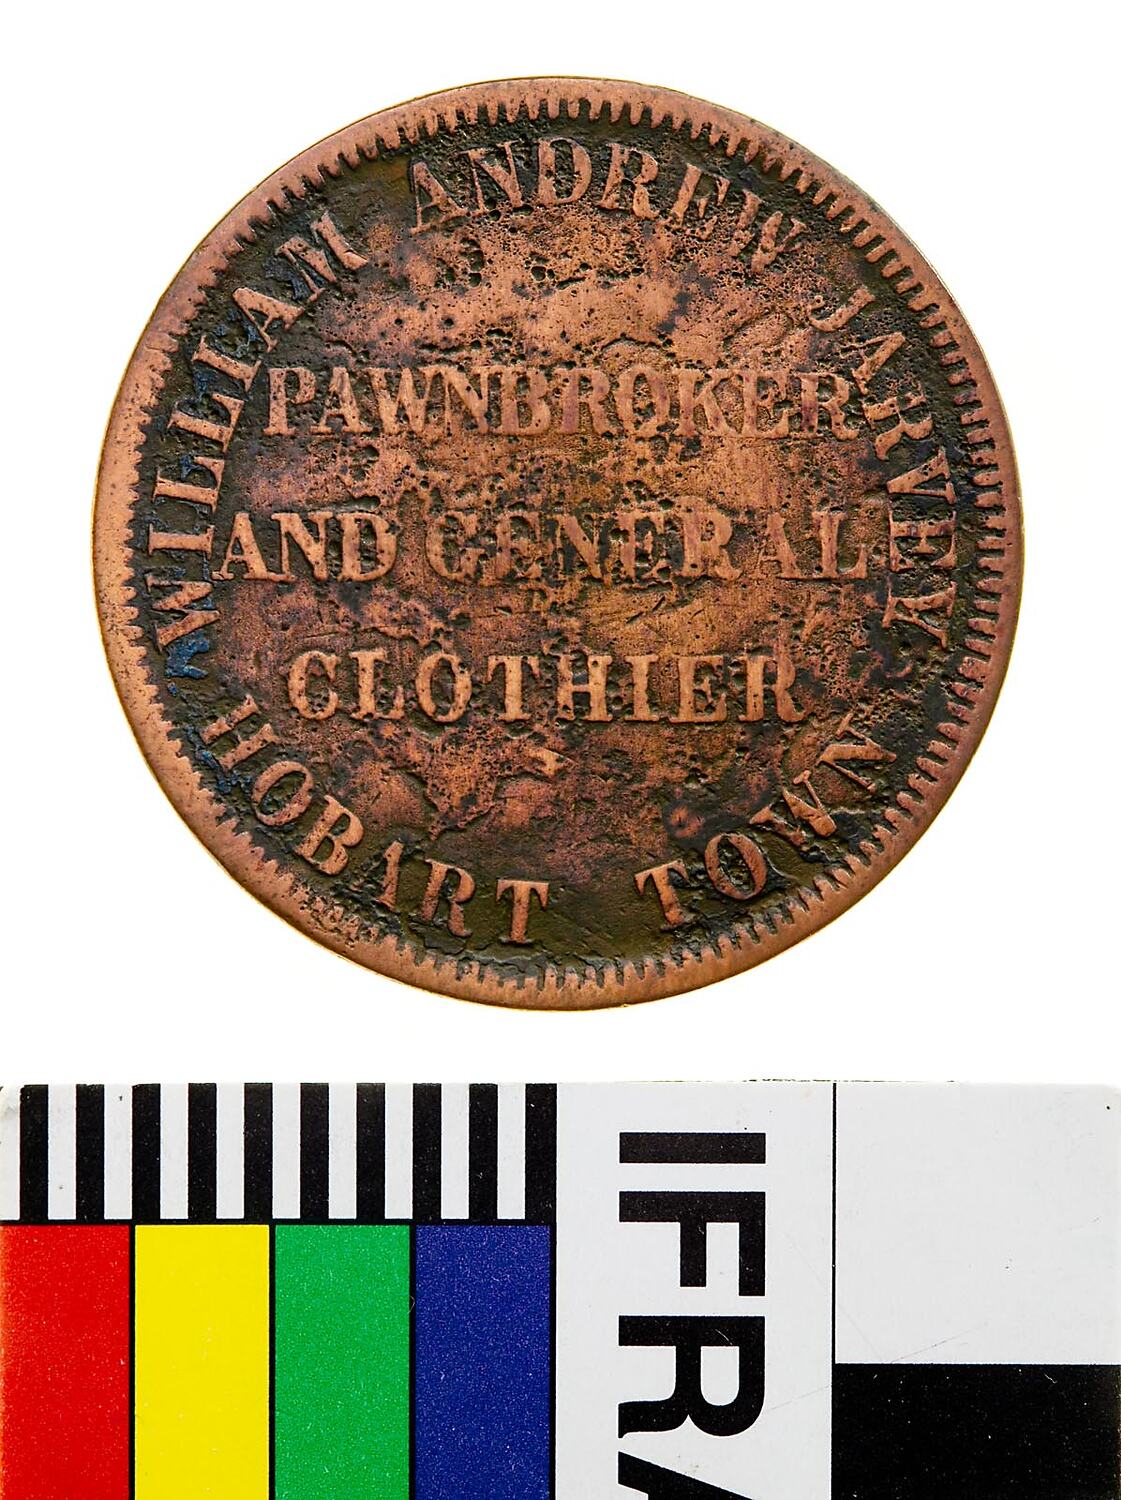 WILLIAM ANDREW JARVEY
PAWNBROKER
AND GENERAL
CLOTHIER
HOBART TOWN
IFRA